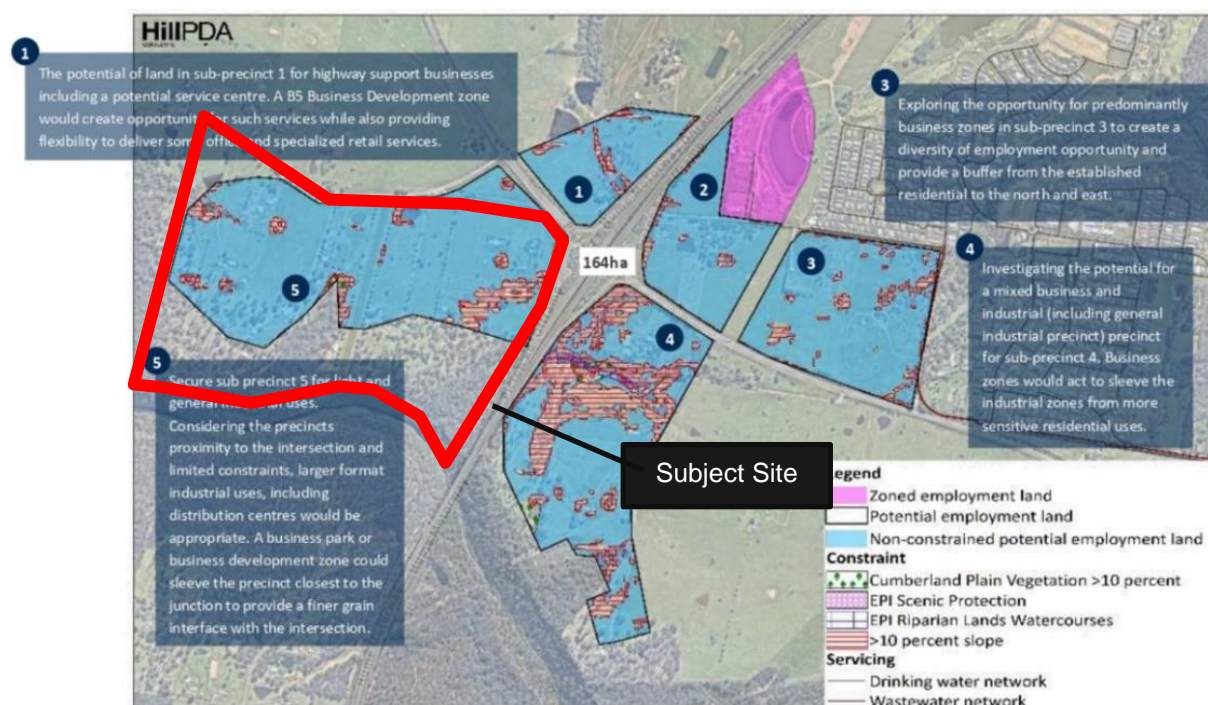 HillPDA
CONSULTING
1
The potential of land in sub-precinct 1 for highway support businesses
including a potential service centre. A B5 Business Development zone
would create opportunit for such services while also providing
flexibility to deliver som offic nd specialized retail services.
3
Exploring the opportunity for predominantly
business zones in sub-precinct 3 to create a
diversity of employment opportunity and
provide a buffer from the established
residential to the north and east.
1
2
3
4
5
164ha
4
Investigating the potential for
a mixed business and
industrial (including general
industrial precinct) precinct
for sub-precinct 4. Business
zones would act to sleeve the
industrial zones from more
sensitive residential uses.
5
Secure sub precinct 5 for light and
general uses.
Considering the precincts
proximity to the intersection and
limited constraints, larger format
industrial uses, including
distribution centres would be
appropriate. A business park or
business development zone could
sleeve the precinct closest to the
junction to provide a finer grain
interface with the intersection.
Subject Site
Legend
Zoned employment land
Potential employment land
Non-constrained potential employment land
Constraint
Cumberland Plain Vegetation >10 percent
EPI Scenic Protection
EPI Riparian Lands Watercourses
>10 percent slope
Servicing
Drinking water network
Wastewater network